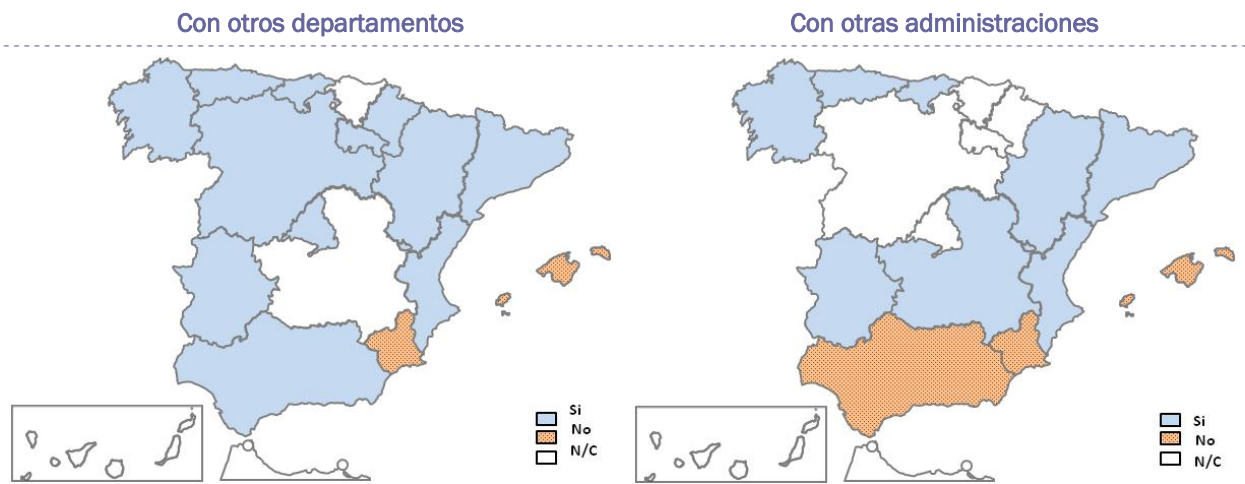 Con otros departamentos
Con otras administraciones
Si
No
N/C
Si
No
N/C